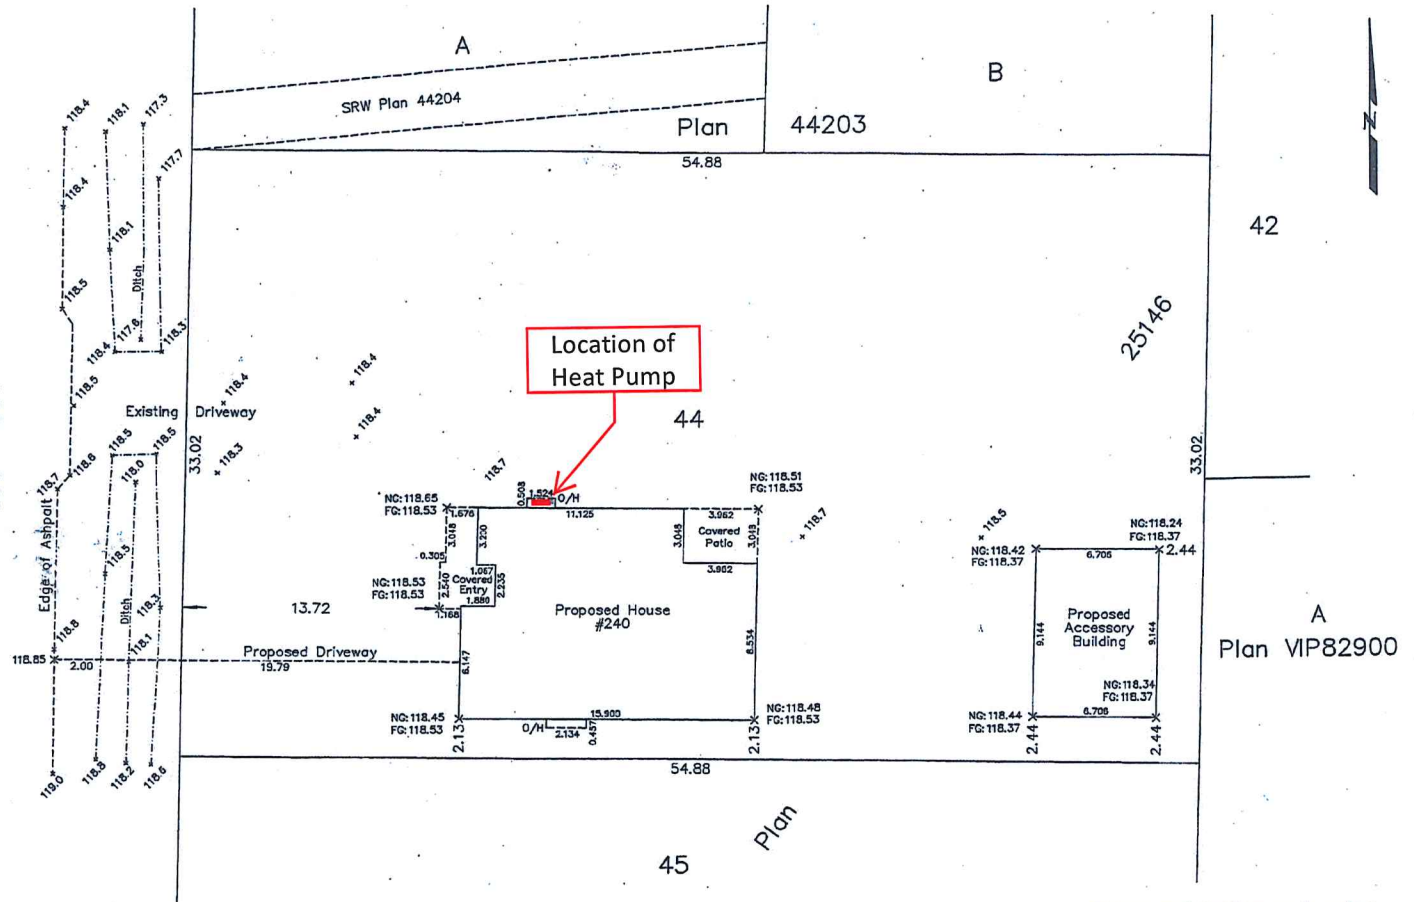 A
B
SRW Plan 44204
Plan 44203
N
54.88
118.4
118.1
117.3
117.7
118.4
118.1
42
Ditch
118.5
117.6
118.4
118.3
25146
Location of
Heat Pump
118.4
118.5
118.4
Existing Driveway
118.4
44
118.5
118.5
33.02
118.3
33.02
118.6
118.0
118.7
118.7
NG:118.51
FG:118.53
NG:118.65
FG:118.53
0.508
1.524
O/H
1.676
11.125
3.962
118.7
118.5
NG:118.24
FG:118.37
2.44
3.048
3.200
3.048
Covered
Patio
3.048
NG:118.42
FG:118.37
6.706
Edge of Ashpalt
118.5
0.305
3.962
NG:118.53
FG:118.53
2.540
1.067
Covered
Entry
1.880
2.235
1.168
118.3
Ditch
13.72
Proposed House
#240
Proposed
Accessory
Building
9.144
9.144
A
Plan VIP82900
118.8
118.1
8.534
6.147
Proposed Driveway
118.85
2.00
19.79
NG:118.34
FG:118.37
NG:118.45
FG:118.53
15.900
O/H
2.134
0.457
NG:118.48
FG:118.53
NG:118.44
FG:118.37
6.706
2.13
2.13
2.44
2.44
54.88
119.0
118.8
118.2
118.6
Plan
45